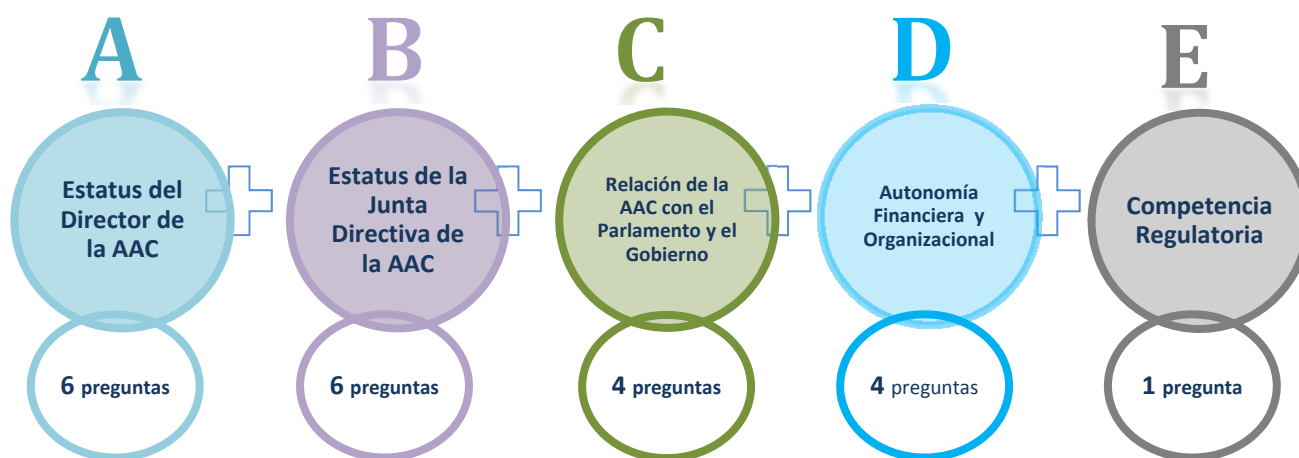 A
B
C
D
E
Estatus del
Director de
la AAC
Estatus de la
Junta
Directiva de
la AAC
Relación de la
AAC con el
Parlamento y el
Gobierno
Autonomía
Financiera y
Organizacional
Competencia
Regulatoria
6 preguntas
6 preguntas
4 preguntas
4 preguntas
1 pregunta